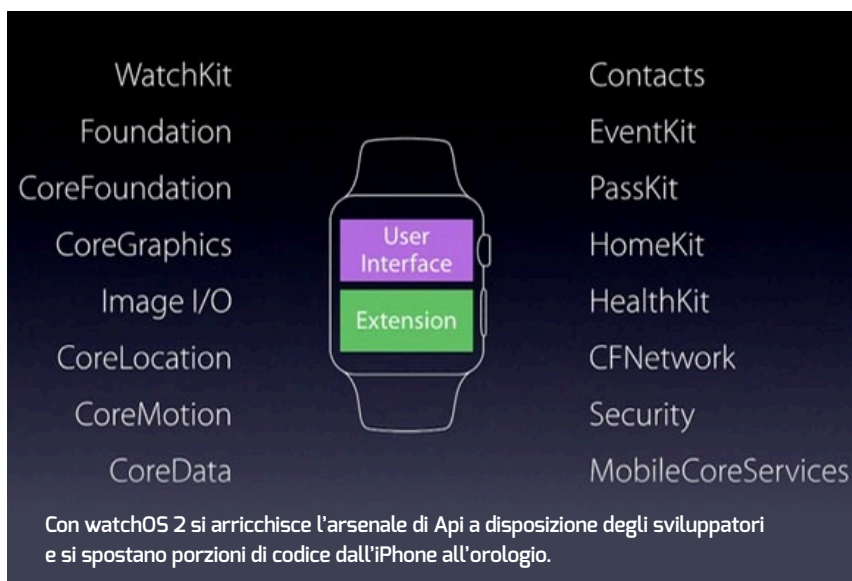 WatchKit
Foundation
CoreFoundation
CoreGraphics
Image I/O
CoreLocation
CoreMotion
CoreData
User
Interface
Extension
Contacts
EventKit
PassKit
HomeKit
HealthKit
CFNetwork
Security
MobileCoreServices
Con watchOS 2 si arricchisce l'arsenale di Api a disposizione degli sviluppatori
e si spostano porzioni di codice dall'iPhone all'orologio.